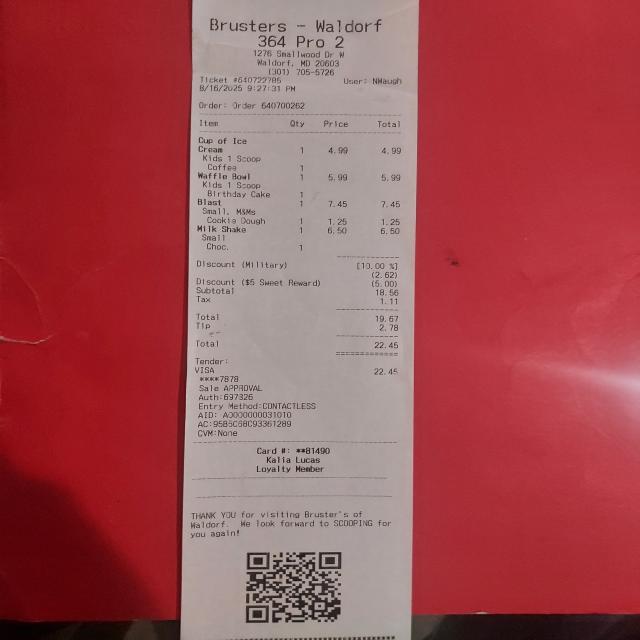 Brusters - Waldorf
364 Pro 2
1276 Smallwood Dr W
Waldorf, MD 20603
(301) 705-5726
Ticket #640722785 User: NWaugh
8/16/2025 9:27:31 PM
Order: Order 640700262
Item Qty Price Total
Cup of Ice
Cream 1 4.99 4.99
Kids 1 Scoop
Coffee 1
Waffle Bowl 1 5.99 5.99
Kids 1 Scoop
Birthday Cake 1
Blast 1 7.45 7.45
Small, M&Ms
Cookie Dough 1 1.25 1.25
Milk Shake 1 6.50 6.50
Small
Choc. 1
Discount (Military) [10.00 %]
(2.62)
Discount ($5 Sweet Reward) (5.00)
Subtotal 18.56
Tax 1.11
Total 19.67
Tip 2.78
Total 22.45
Tender:
VISA 22.45
****7878
Sale APPROVAL
Auth:697326
Entry Method:CONTACTLESS
AID: A0000000031010
AC:95B5C68C93361289
CVM:None
Card #: **81490
Kalia Lucas
Loyalty Member
THANK YOU for visiting Bruster's of
Waldorf. We look forward to SCOOPING for
you again!